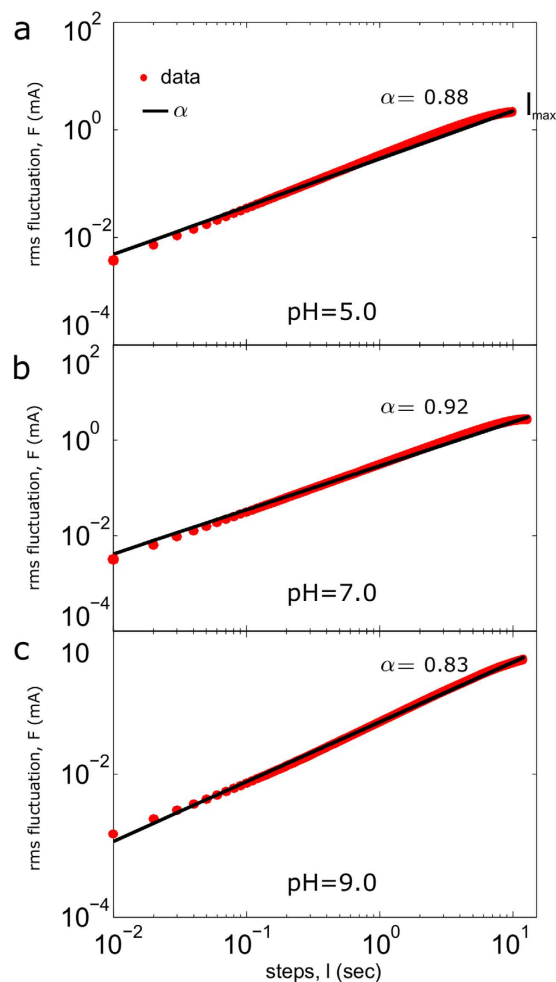 a
10^2
data
α
α= 0.88
l_max
10^0
rms fluctuation, F (mA)
10^-2
pH=5.0
10^-4
b
10^2
α= 0.92
10^0
rms fluctuation, F (mA)
10^-2
pH=7.0
10^-4
c
10
α= 0.83
rms fluctuation, F (mA)
10^-2
pH=9.0
10^-4
10^-2 10^-1 10^0 10^1
steps, l (sec)